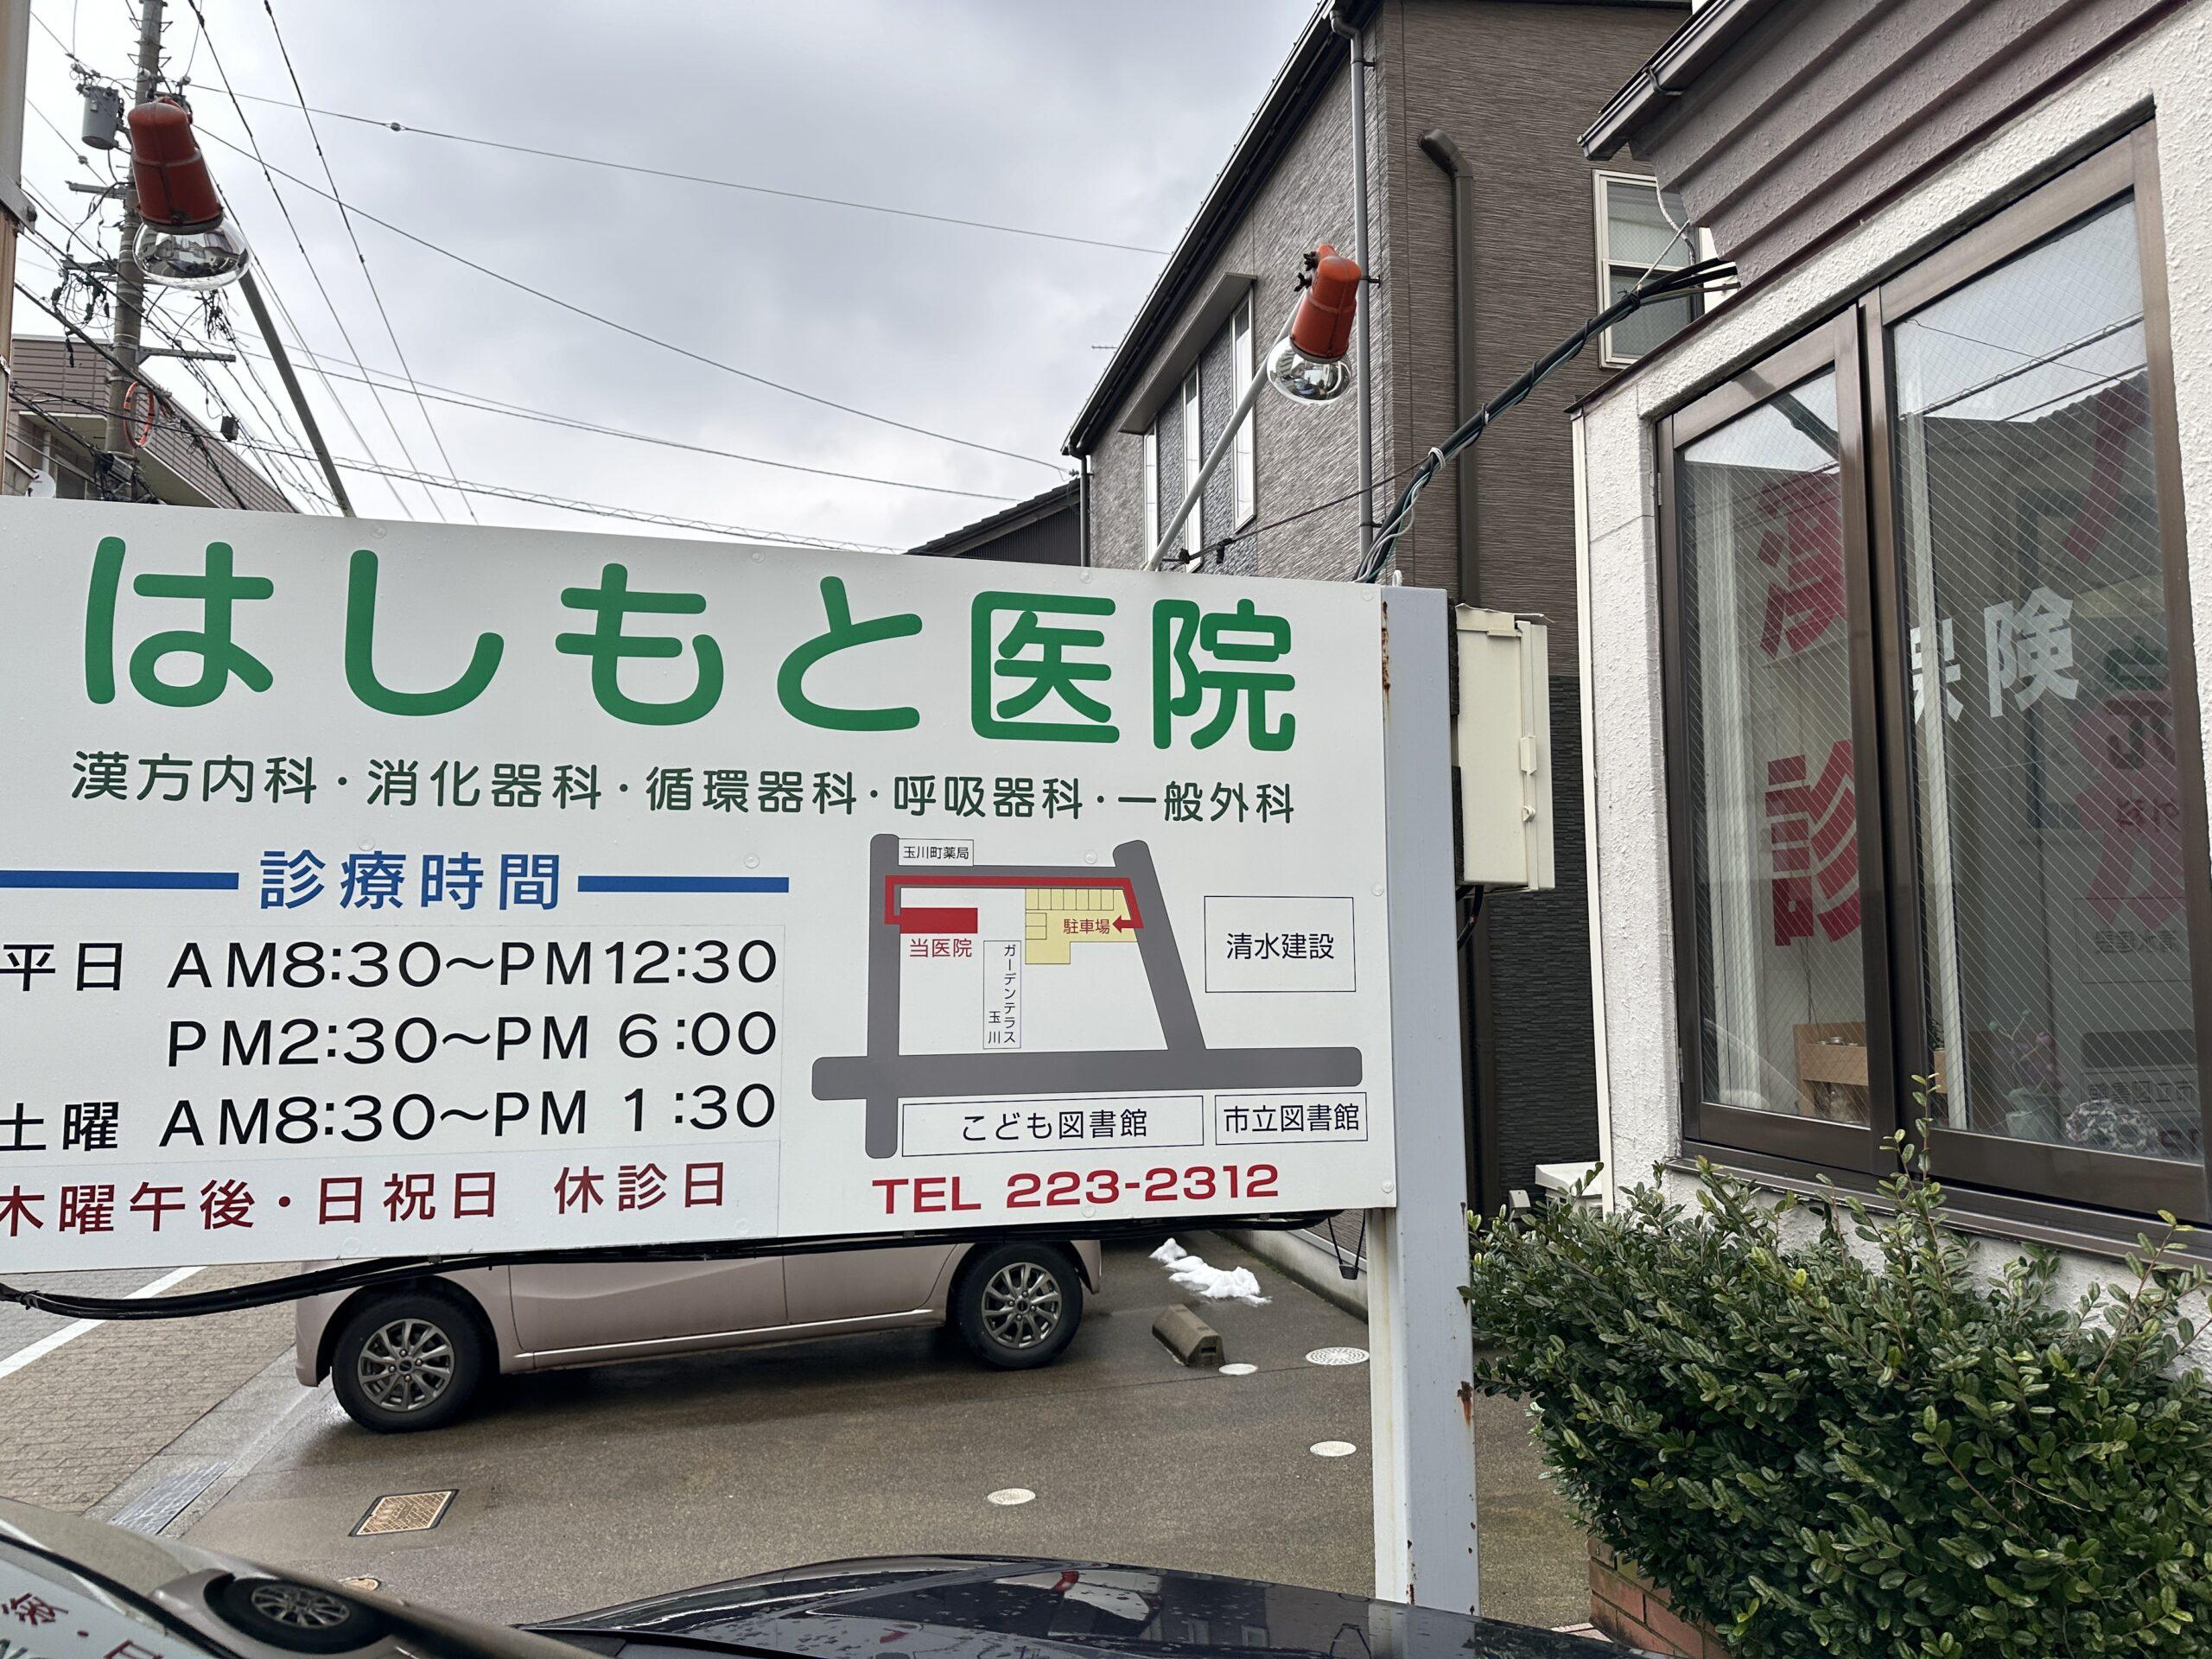 はしもと医院
漢方内科・消化器科・循環器科・呼吸器科・一般外科
診療時間
平日 AM8:30～PM12:30
PM2:30～PM 6:00
土曜 AM8:30～PM 1:30
木曜午後・日祝日 休診日
玉川町薬局
駐車場
当医院
ガーデンテラス
玉川
清水建設
こども図書館
市立図書館
TEL 223-2312
診
保険